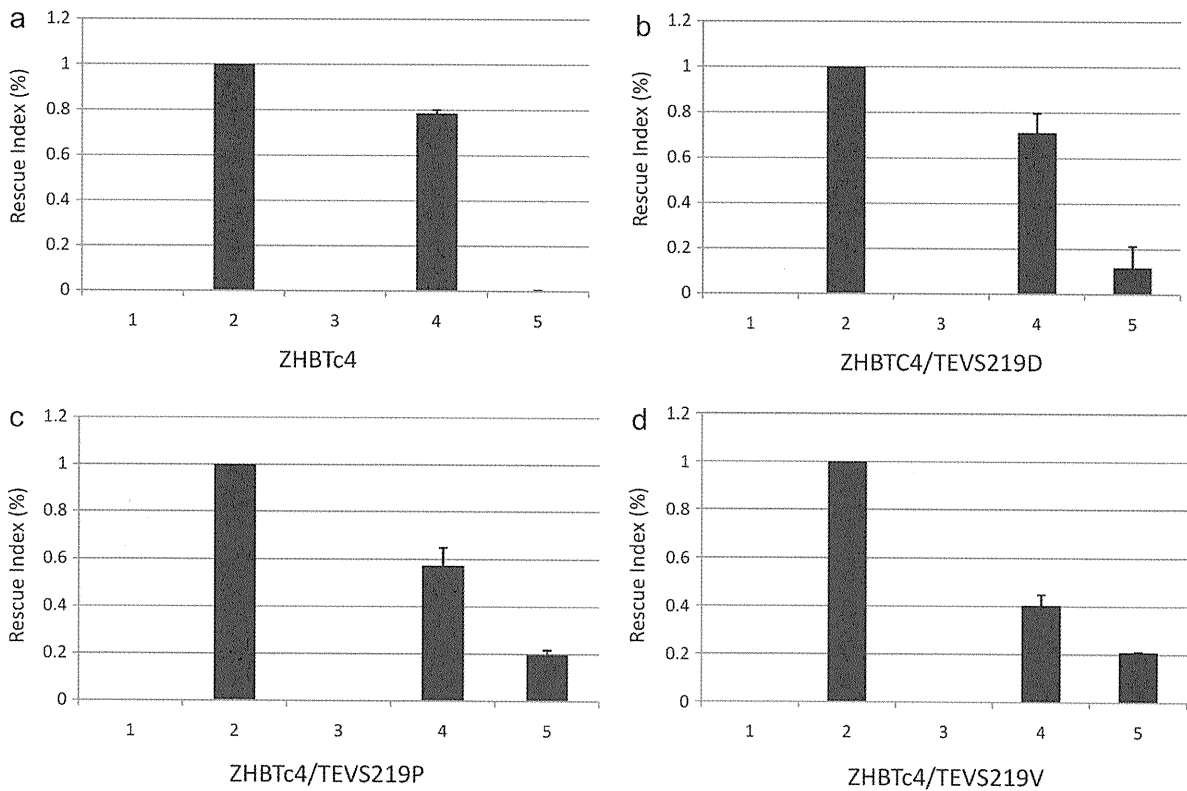 a
Rescue Index (%)
1.2
1
0.8
0.6
0.4
0.2
0
1 2 3 4 5
ZHBTc4
b
Rescue Index (%)
1.2
1
0.8
0.6
0.4
0.2
0
1 2 3 4 5
ZHBTC4/TEVS219D
c
Rescue Index (%)
1.2
1
0.8
0.6
0.4
0.2
0
1 2 3 4 5
ZHBTc4/TEVS219P
d
Rescue Index (%)
1.2
1
0.8
0.6
0.4
0.2
0
1 2 3 4 5
ZHBTc4/TEVS219V